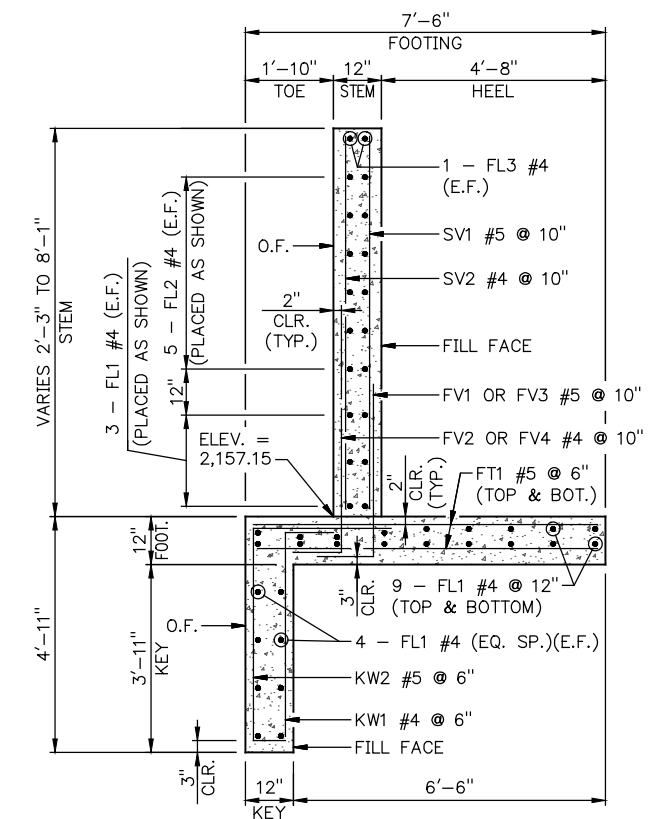 7'-6"
FOOTING
1'-10"
TOE
12"
STEM
4'-8"
HEEL
1 - FL3 #4
(E.F.)
SV1 #5 @ 10"
O.F.
SV2 #4 @ 10"
2"
CLR.
(TYP.)
FILL FACE
VARIES 2'-3" TO 8'-1"
STEM
3 - FL1 #4 (E.F.)
(PLACED AS SHOWN)
5 - FL2 #4 (E.F.)
(PLACED AS SHOWN)
12"
FV1 OR FV3 #5 @ 10"
FV2 OR FV4 #4 @ 10"
ELEV. =
2,157.15
2"
CLR.
(TYP.)
FT1 #5 @ 6"
(TOP & BOT.)
12"
FOOT.
3"
CLR.
9 - FL1 #4 @ 12"
(TOP & BOTTOM)
4'-11"
3'-11"
KEY
O.F.
4 - FL1 #4 (EQ. SP.)(E.F.)
KW2 #5 @ 6"
KW1 #4 @ 6"
FILL FACE
3"
CLR.
12"
KEY
6'-6"